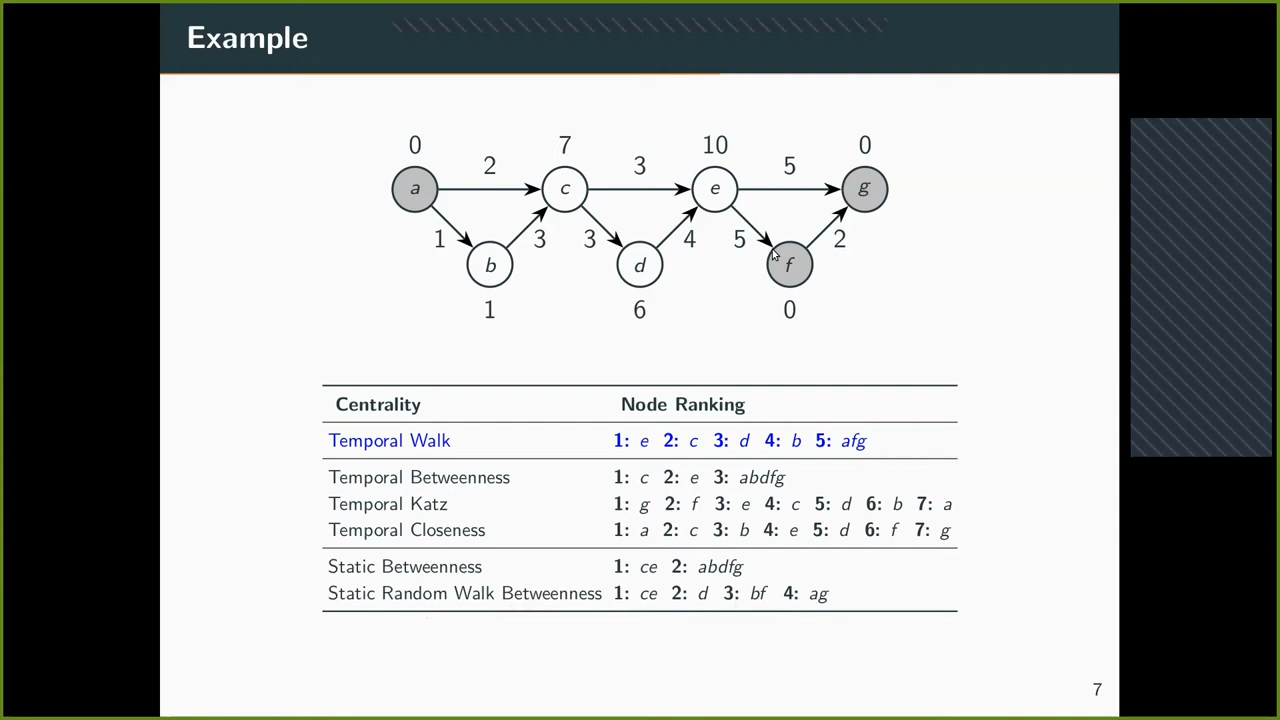 Example
0 7 10 0
2 3 5
a c e g
1 3 3 4 5 2
b d f
1 6 0
Centrality Node Ranking
Temporal Walk 1: e 2: c 3: d 4: b 5: afg
Temporal Betweenness 1: c 2: e 3: abdfg
Temporal Katz 1: g 2: f 3: e 4: c 5: d 6: b 7: a
Temporal Closeness 1: a 2: c 3: b 4: e 5: d 6: f 7: g
Static Betweenness 1: ce 2: abdfg
Static Random Walk Betweenness 1: ce 2: d 3: bf 4: ag
7